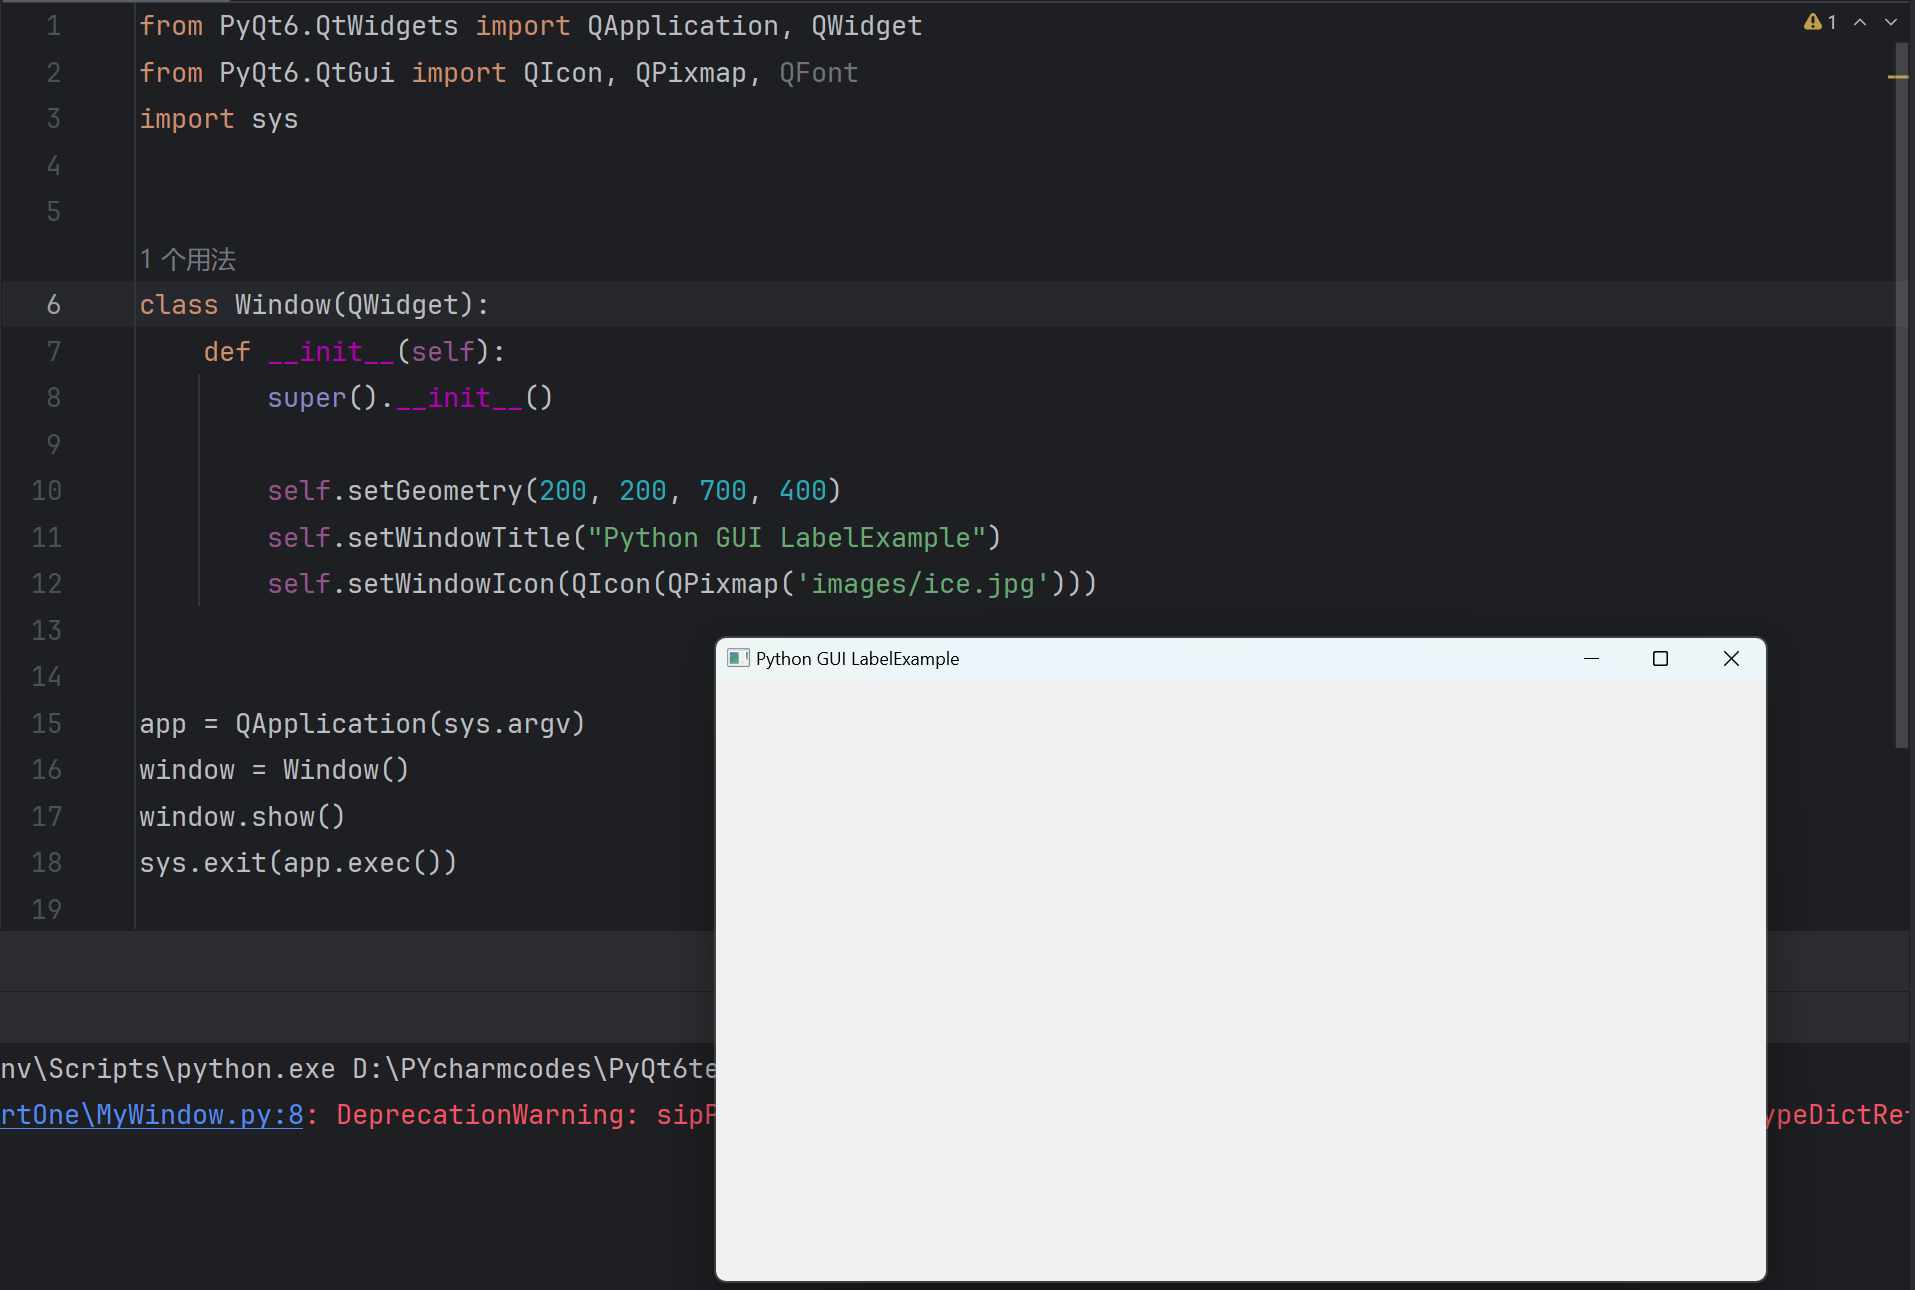 1 from PyQt6.QtWidgets import QApplication, QWidget
2 from PyQt6.QtGui import QIcon, QPixmap, QFont
3 import sys
4
5
1 个用法
6 class Window(QWidget):
7 def __init__(self):
8 super().__init__()
9
10 self.setGeometry(200, 200, 700, 400)
11 self.setWindowTitle("Python GUI LabelExample")
12 self.setWindowIcon(QIcon(QPixmap('images/ice.jpg')))
13
14
15 app = QApplication(sys.argv)
16 window = Window()
17 window.show()
18 sys.exit(app.exec())
19
1
Python GUI LabelExample
nv\Scripts\python.exe D:\PYcharmcodes\PyQt6te
rtOne\MyWindow.py:8: DeprecationWarning: sip
ypeDictRe